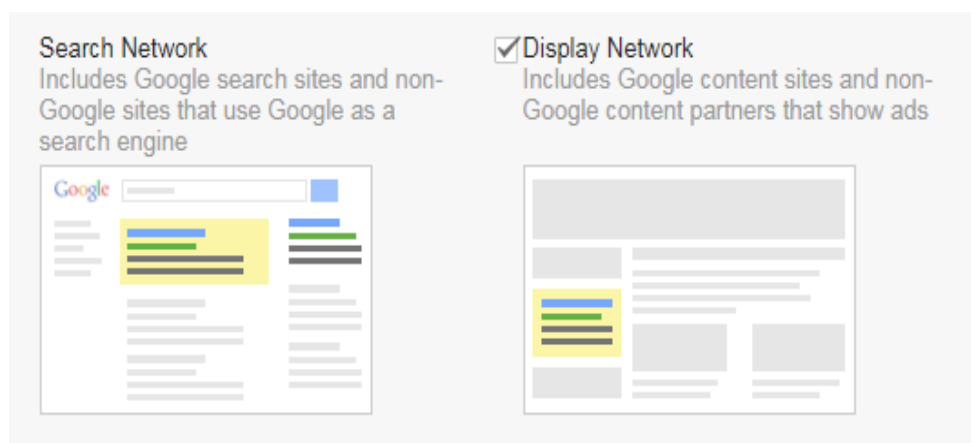 Search Network
Includes Google search sites and non-
Google sites that use Google as a
search engine
Google
Display Network
Includes Google content sites and non-
Google content partners that show ads